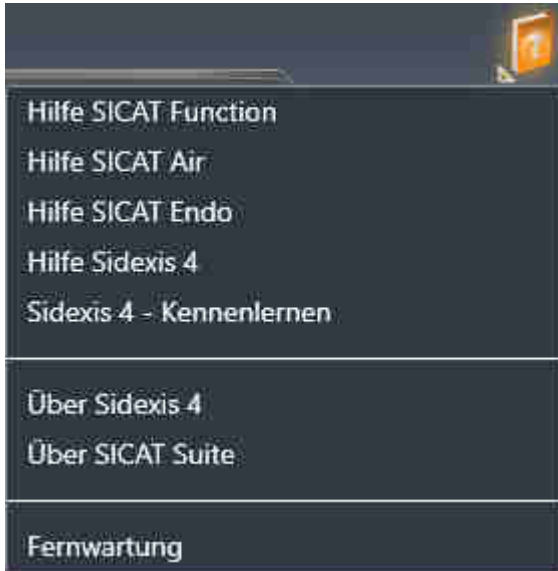 Hilfe SICAT Function
Hilfe SICAT Air
Hilfe SICAT Endo
Hilfe Sidexis 4
Sidexis 4 - Kennenlernen
Über Sidexis 4
Über SICAT Suite
Fernwartung